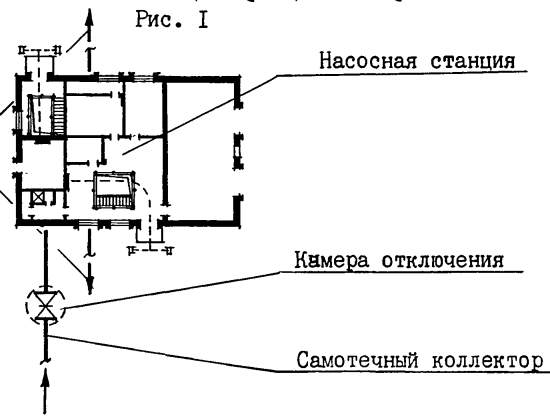 Рис. I
Насосная станция
Камера отключения
Самотечный коллектор